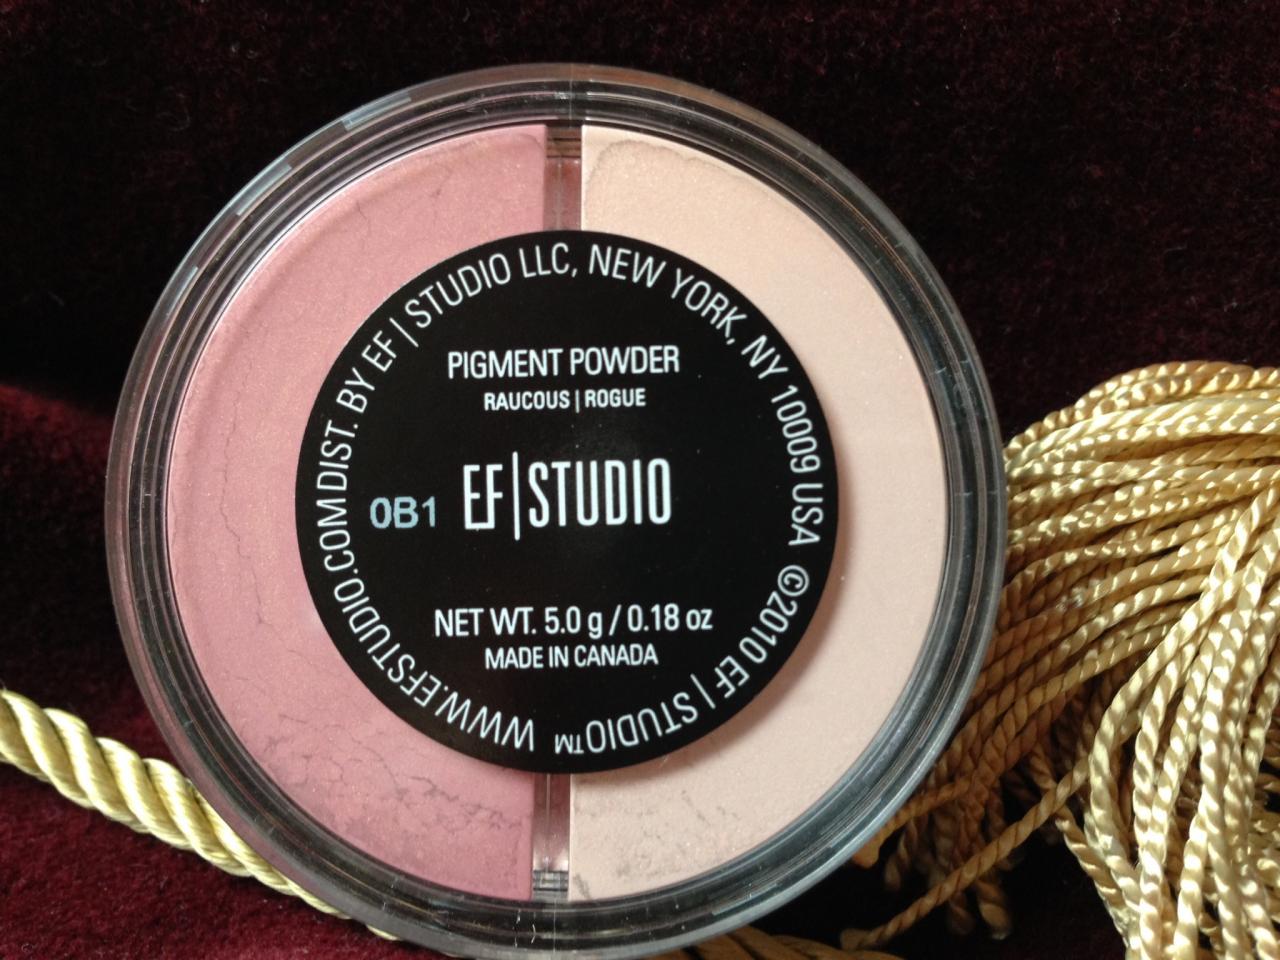 DIST. BY EF|STUDIO LLC, NEW YORK, NY 10009 USA ©2010 EF|STUDIO™ WWW.EFSTUDIO.COM
PIGMENT POWDER
RAUCOUS|ROGUE
0B1 EF|STUDIO
NET WT. 5.0 g / 0.18 oz
MADE IN CANADA